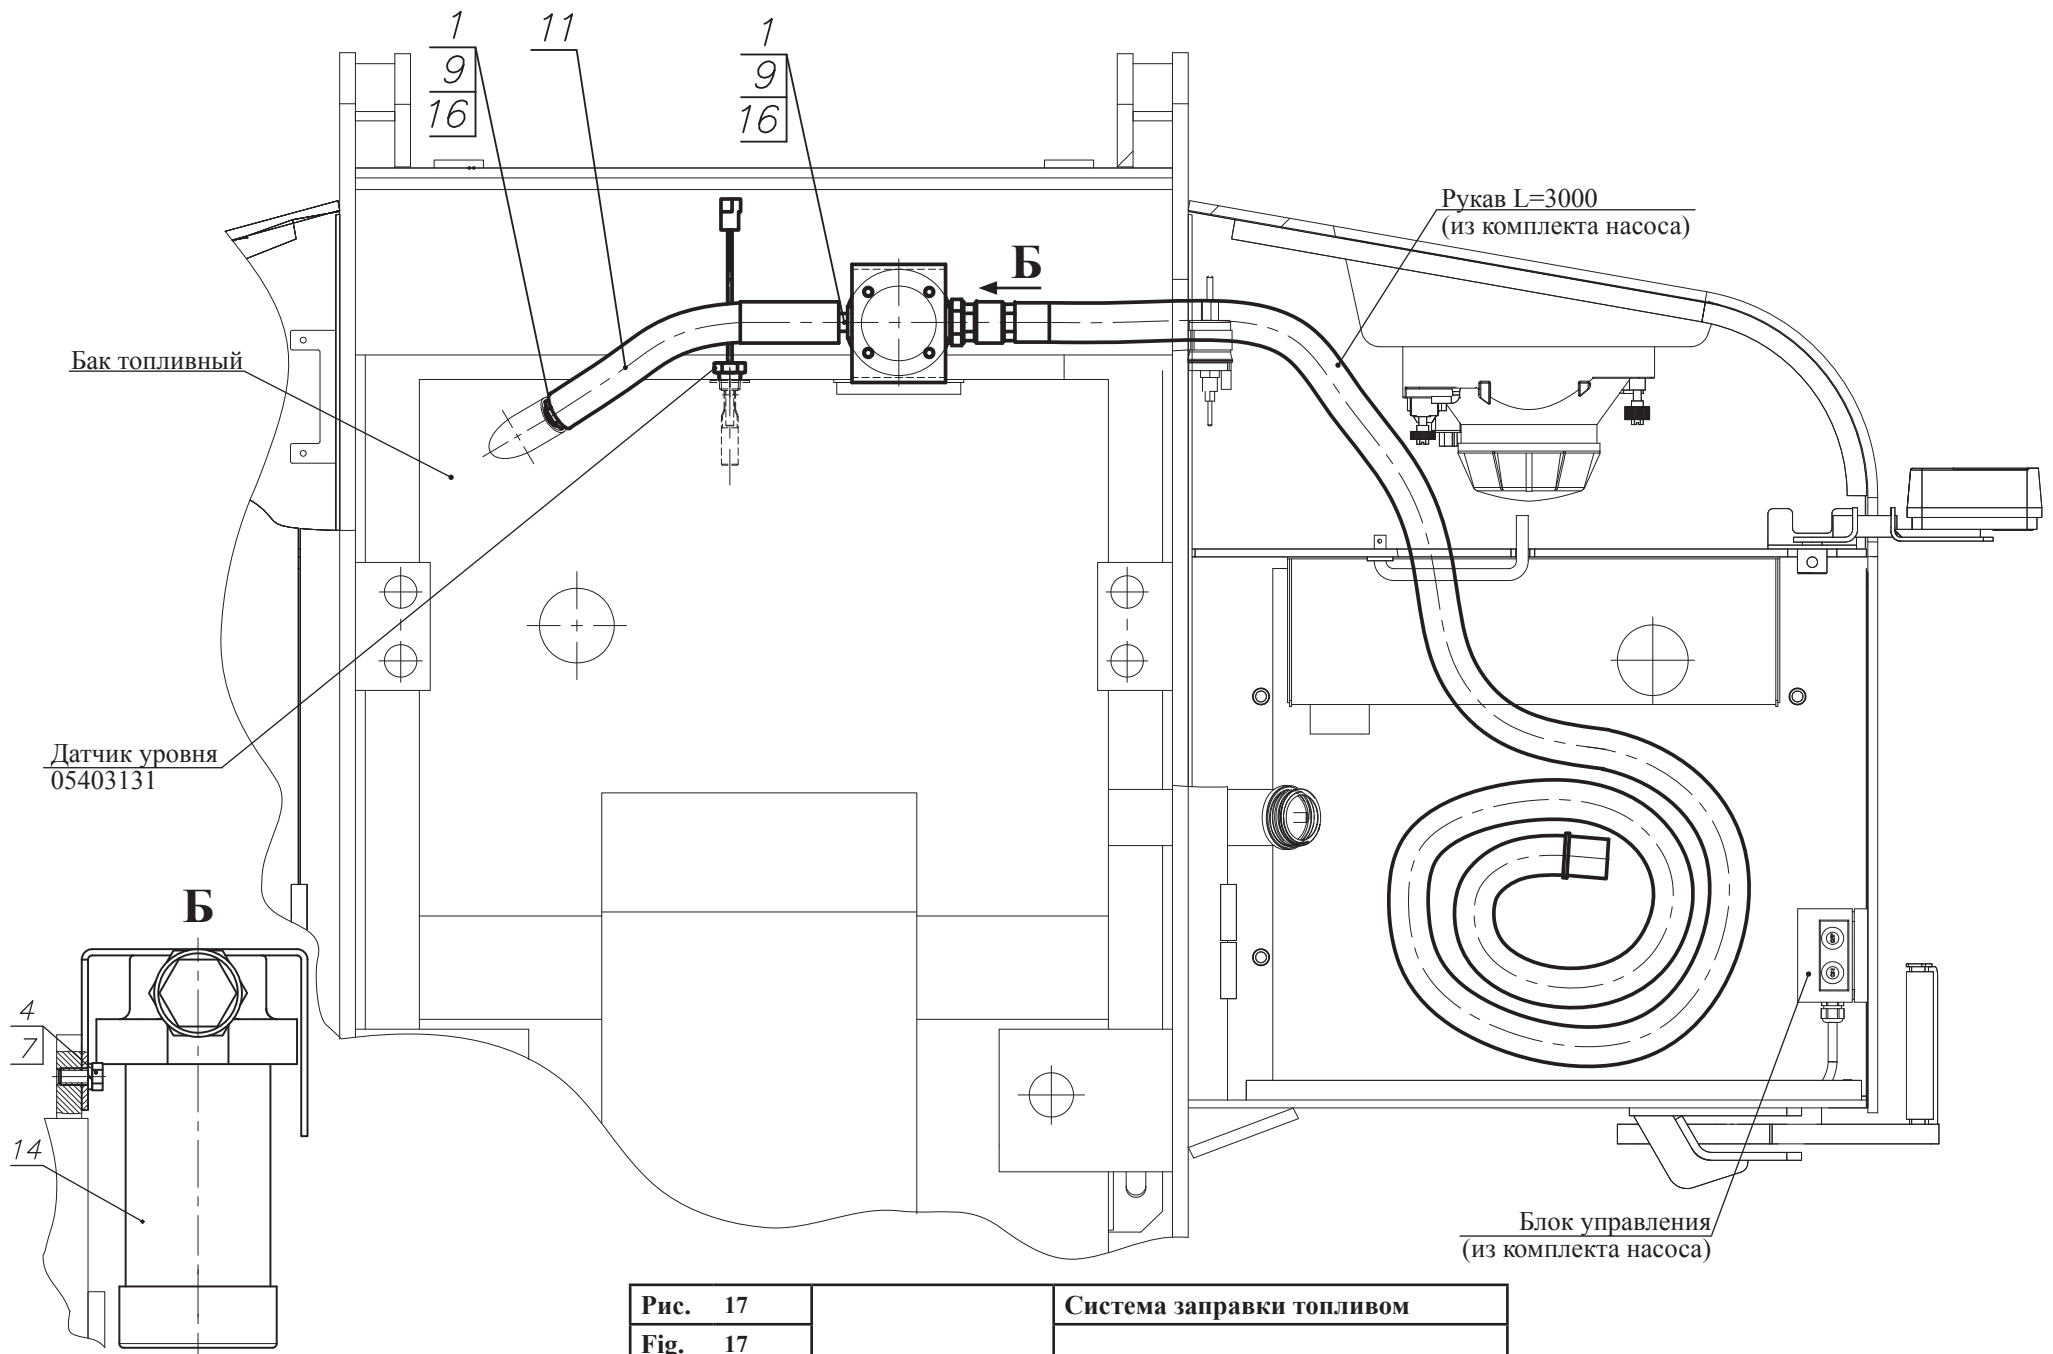 1
9
16
11
1
9
16
Рукав L=3000
(из комплекта насоса)
Б
Бак топливный
Датчик уровня
05403131
Б
4
7
14
Блок управления
(из комплекта насоса)
Рис. 17
Система заправки топливом
Fig. 17